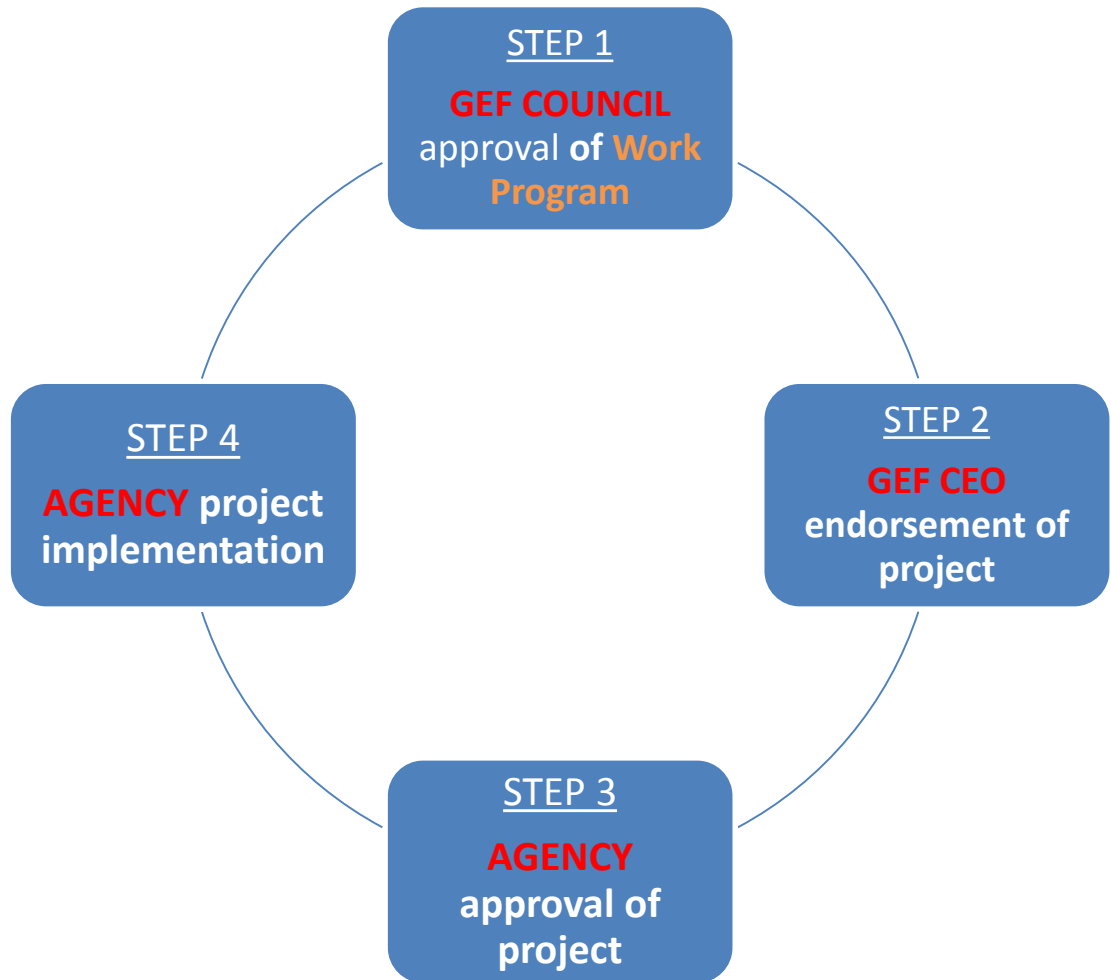 STEP 1
GEF COUNCIL
approval of Work
Program
STEP 2
GEF CEO
endorsement of
project
STEP 3
AGENCY
approval of
project
STEP 4
AGENCY project
implementation